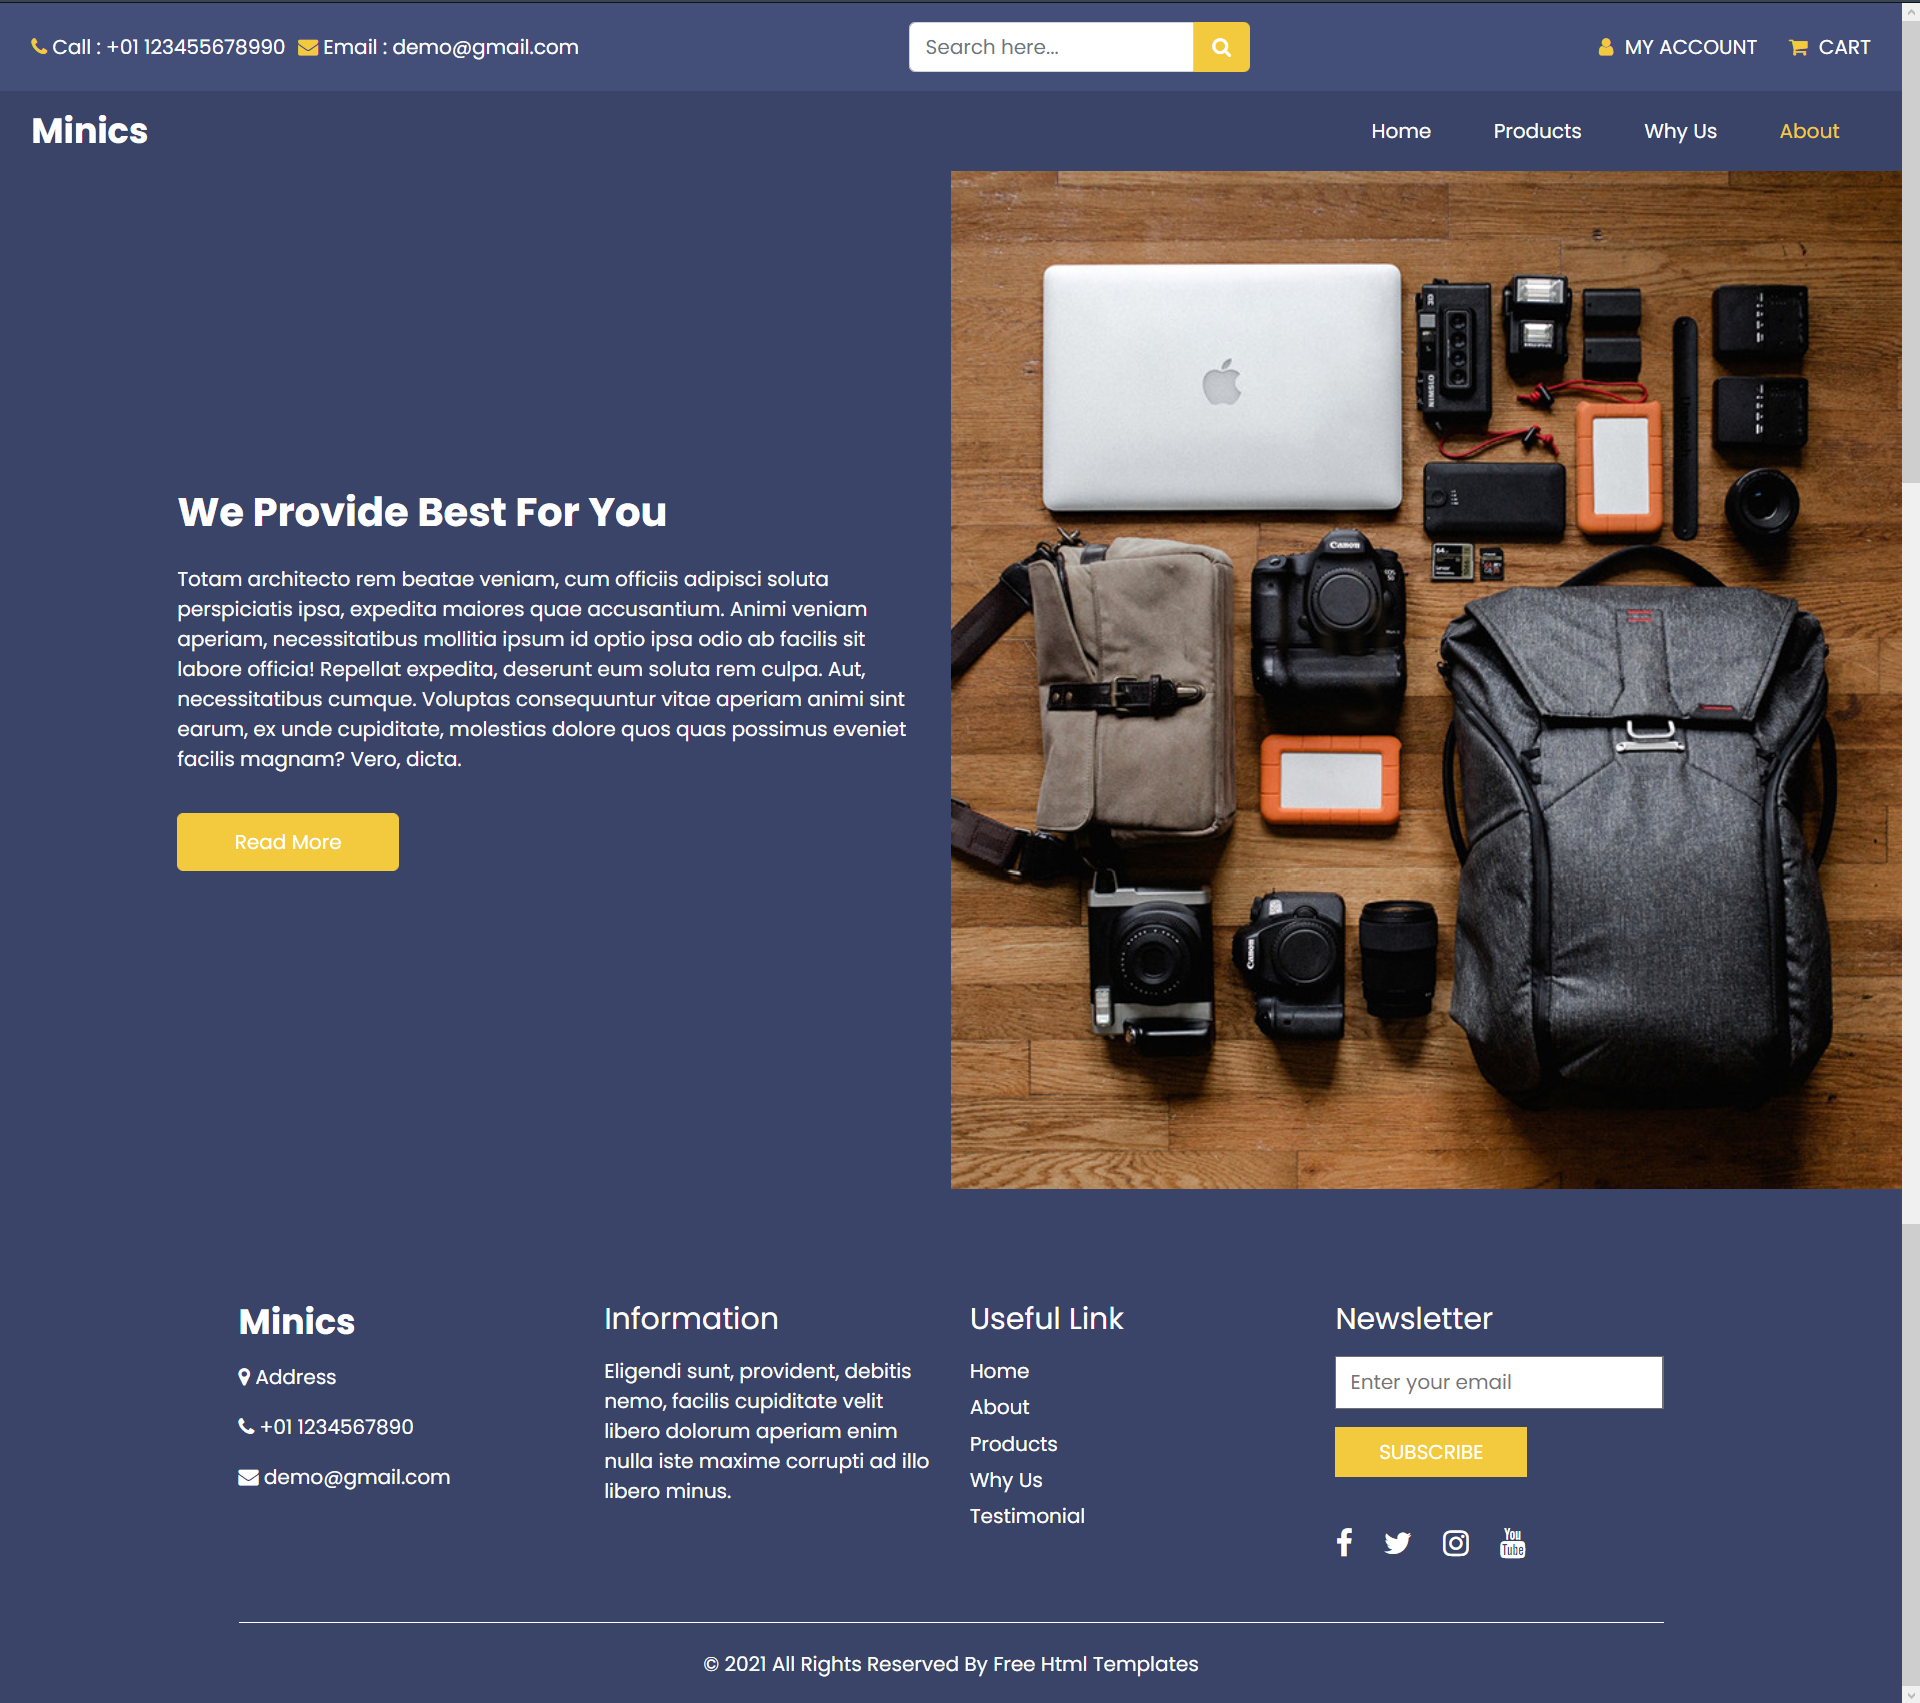 Call : +01 123455678990 Email : demo@gmail.com
Search here...
MY ACCOUNT CART
Minics
Home Products Why Us About
We Provide Best For You
Totam architecto rem beatae veniam, cum officiis adipisci soluta
perspiciatis ipsa, expedita maiores quae accusantium. Animi veniam
aperiam, necessitatibus mollitia ipsum id optio ipsa odio ab facilis sit
labore officia! Repellat expedita, deserunt eum soluta rem culpa. Aut,
necessitatibus cumque. Voluptas consequuntur vitae aperiam animi sint
earum, ex unde cupiditate, molestias dolore quos quas possimus eveniet
facilis magnam? Vero, dicta.
Read More
3D
NIMSLO
Canon
EOS
5D
64
Canon
Minics
Address
+01 1234567890
demo@gmail.com
Information
Eligendi sunt, provident, debitis
nemo, facilis cupiditate velit
libero dolorum aperiam enim
nulla iste maxime corrupti ad illo
libero minus.
Useful Link
Home
About
Products
Why Us
Testimonial
Newsletter
Enter your email
SUBSCRIBE
You
Tube
© 2021 All Rights Reserved By Free Html Templates